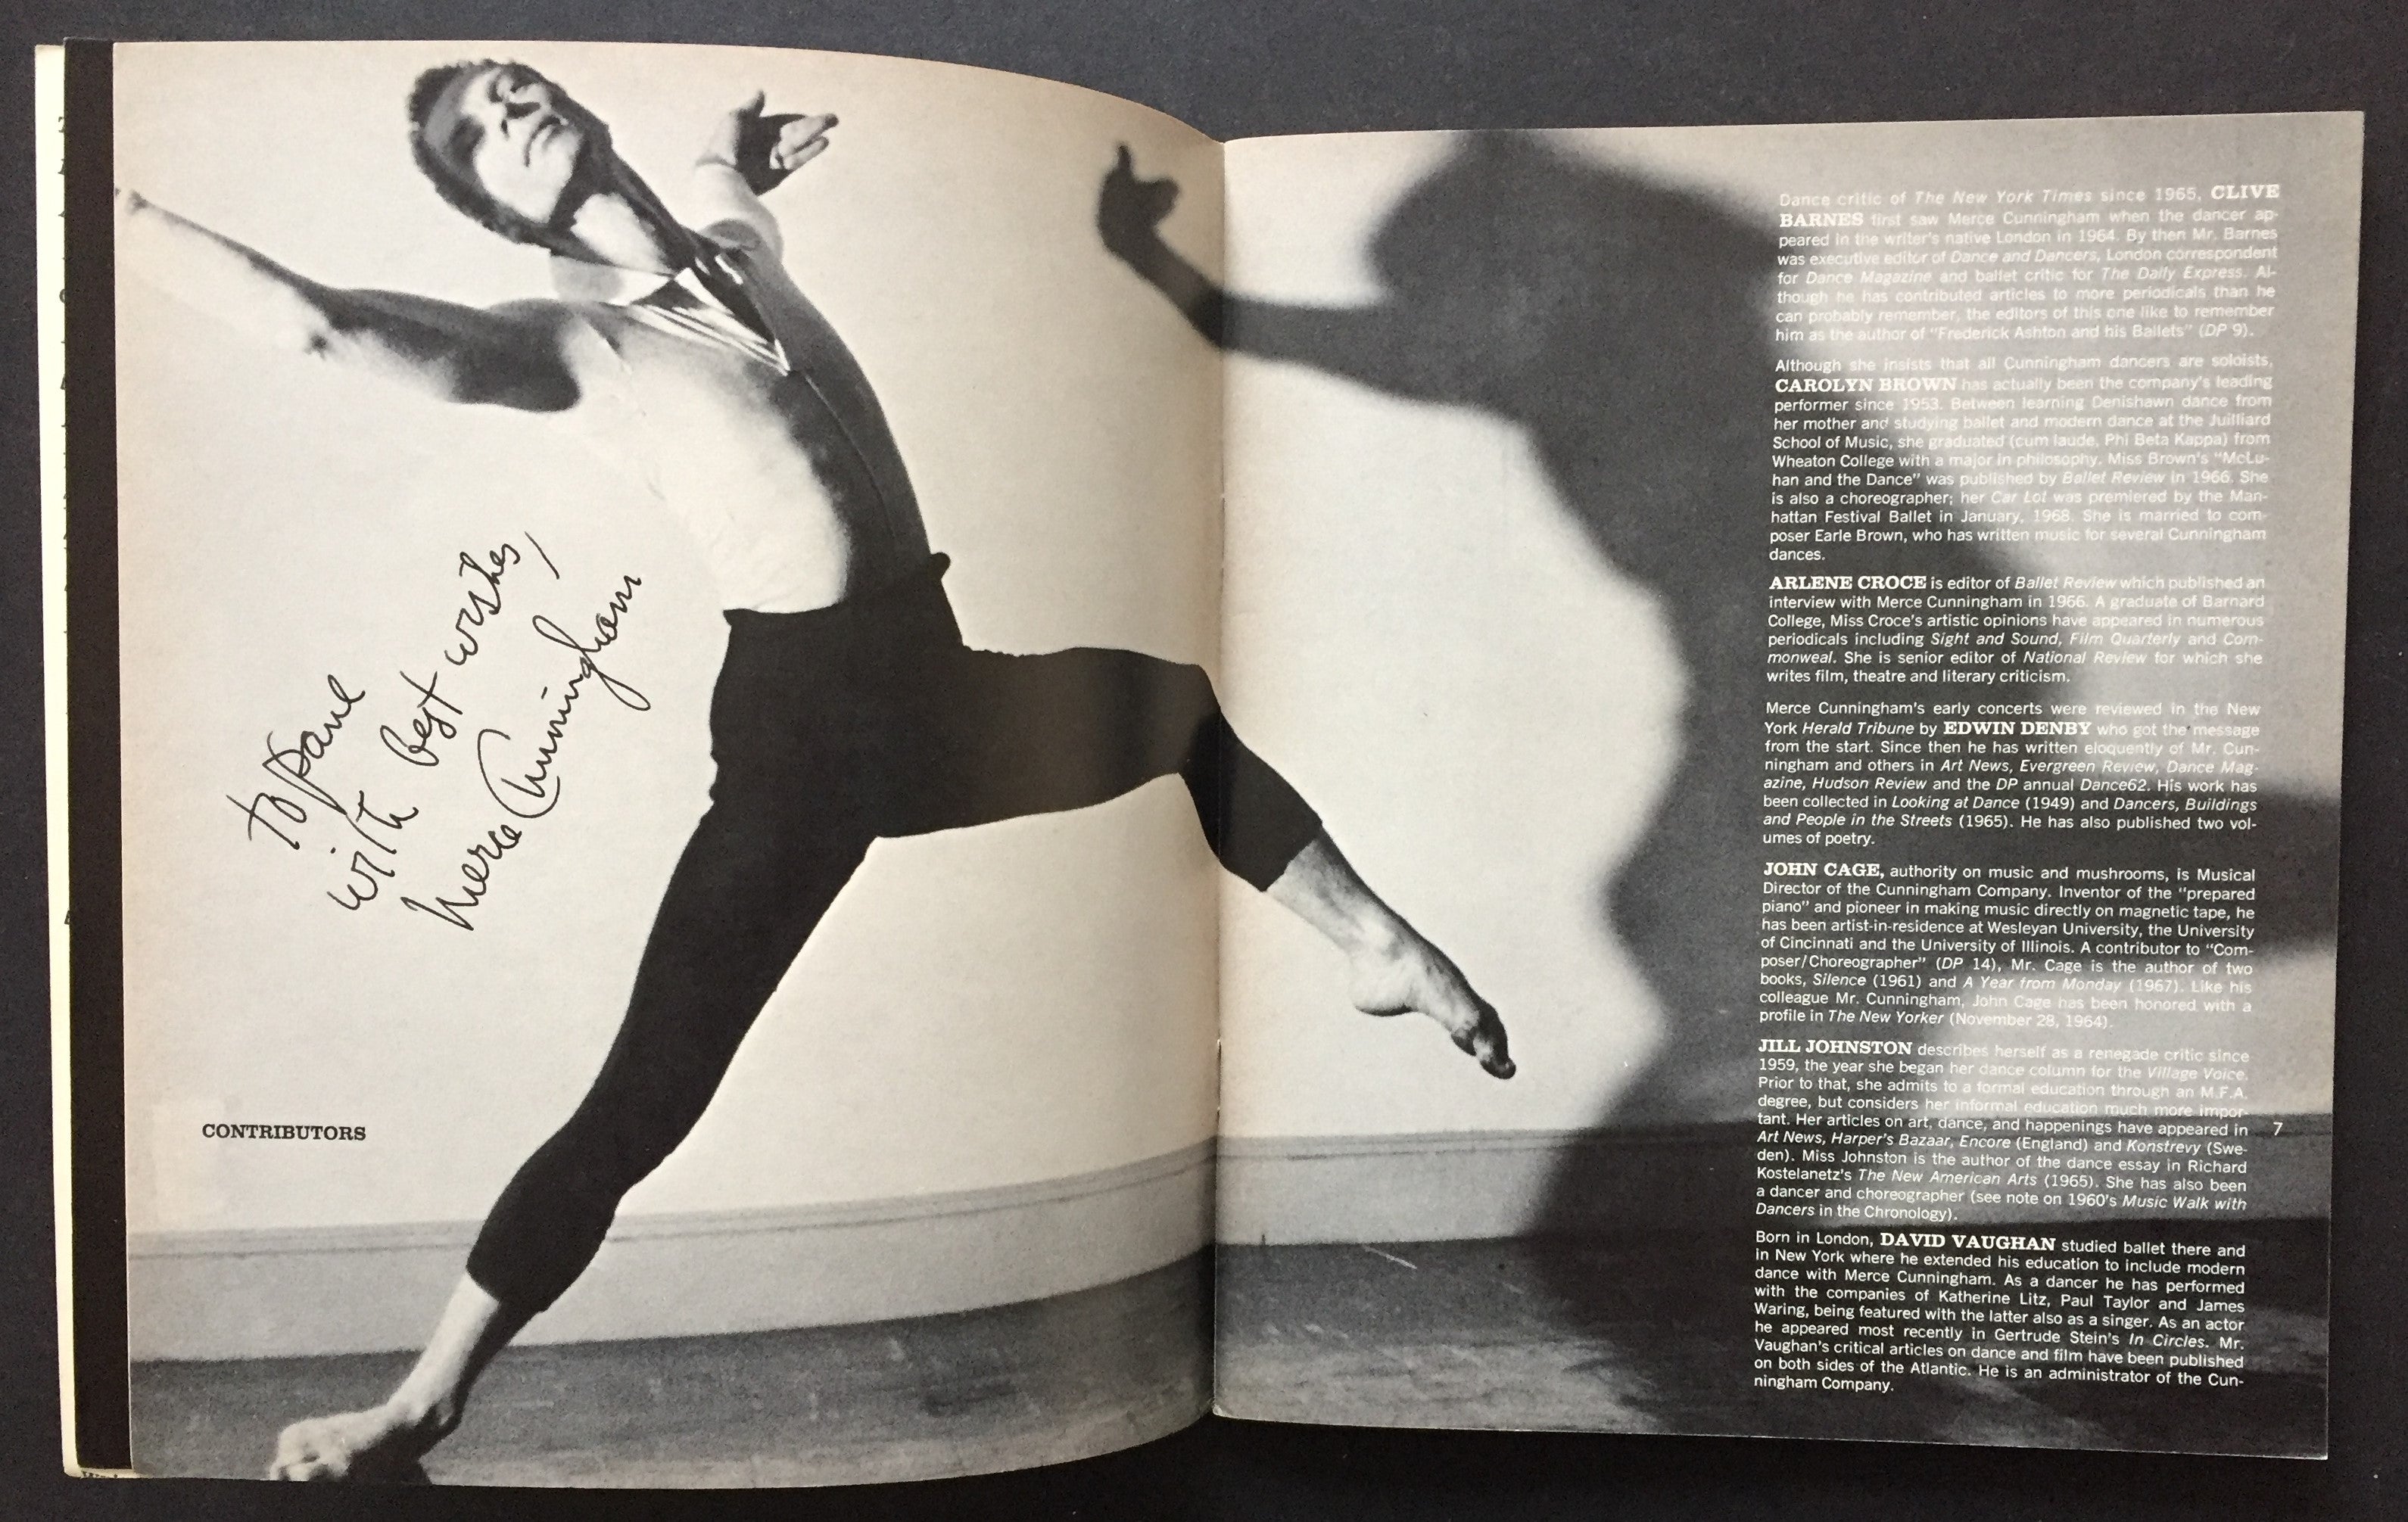 to pane
with best wishes,
Merce Cunningham
CONTRIBUTORS
Dance critic of The New York Times since 1965, CLIVE
BARNES first saw Merce Cunningham when the dancer ap-
peared in the writer's native London in 1964. By then Mr. Barnes
was executive editor of Dance and Dancers, London correspondent
for Dance Magazine and ballet critic for The Daily Express. Al-
though he has contributed articles to more periodicals than he
can probably remember, the editors of this one like to remember
him as the author of "Frederick Ashton and his Ballets" (DP 9).
Although she insists that all Cunningham dancers are soloists,
CAROLYN BROWN has actually been the company's leading
performer since 1953. Between learning Denishawn dance from
her mother and studying ballet and modern dance at the Juilliard
School of Music, she graduated (cum laude, Phi Beta Kappa) from
Wheaton College with a major in philosophy. Miss Brown's "McLu-
han and the Dance" was published by Ballet Review in 1966. She
is also a choreographer; her Car Lot was premiered by the Man-
hattan Festival Ballet in January, 1968. She is married to com-
poser Earle Brown, who has written music for several Cunningham
dances.
ARLENE CROCE is editor of Ballet Review which published an
interview with Merce Cunningham in 1966. A graduate of Barnard
College, Miss Croce's artistic opinions have appeared in numerous
periodicals including Sight and Sound, Film Quarterly and Com-
monweal. She is senior editor of National Review for which she
writes film, theatre and literary criticism.
Merce Cunningham's early concerts were reviewed in the New
York Herald Tribune by EDWIN DENBY who got the message
from the start. Since then he has written eloquently of Mr. Cun-
ningham and others in Art News, Evergreen Review, Dance Mag-
azine, Hudson Review and the DP annual Dance62. His work has
been collected in Looking at Dance (1949) and Dancers, Buildings
and People in the Streets (1965). He has also published two vol-
umes of poetry.
JOHN CAGE, authority on music and mushrooms, is Musical
Director of the Cunningham Company. Inventor of the "prepared
piano" and pioneer in making music directly on magnetic tape, he
has been artist-in-residence at Wesleyan University, the University
of Cincinnati and the University of Illinois. A contributor to "Com-
poser/Choreographer" (DP 14), Mr. Cage is the author of two
books, Silence (1961) and A Year from Monday (1967). Like his
colleague Mr. Cunningham, John Cage has been honored with a
profile in The New Yorker (November 28, 1964).
JILL JOHNSTON describes herself as a renegade critic since
1959, the year she began her dance column for the Village Voice.
Prior to that, she admits to a formal education through an M.F.A.
degree, but considers her informal education much more impor-
tant. Her articles on art, dance, and happenings have appeared in
Art News, Harper's Bazaar, Encore (England) and Konstrevy (Swe-
den). Miss Johnston is the author of the dance essay in Richard
Kostelanetz's The New American Arts (1965). She has also been
a dancer and choreographer (see note on 1960's Music Walk with
Dancers in the Chronology).
7
Born in London, DAVID VAUGHAN studied ballet there and
in New York where he extended his education to include modern
dance with Merce Cunningham. As a dancer he has performed
with the companies of Katherine Litz, Paul Taylor and James
Waring, being featured with the latter also as a singer. As an actor
he appeared most recently in Gertrude Stein's In Circles. Mr.
Vaughan's critical articles on dance and film have been published
on both sides of the Atlantic. He is an administrator of the Cun-
ningham Company.